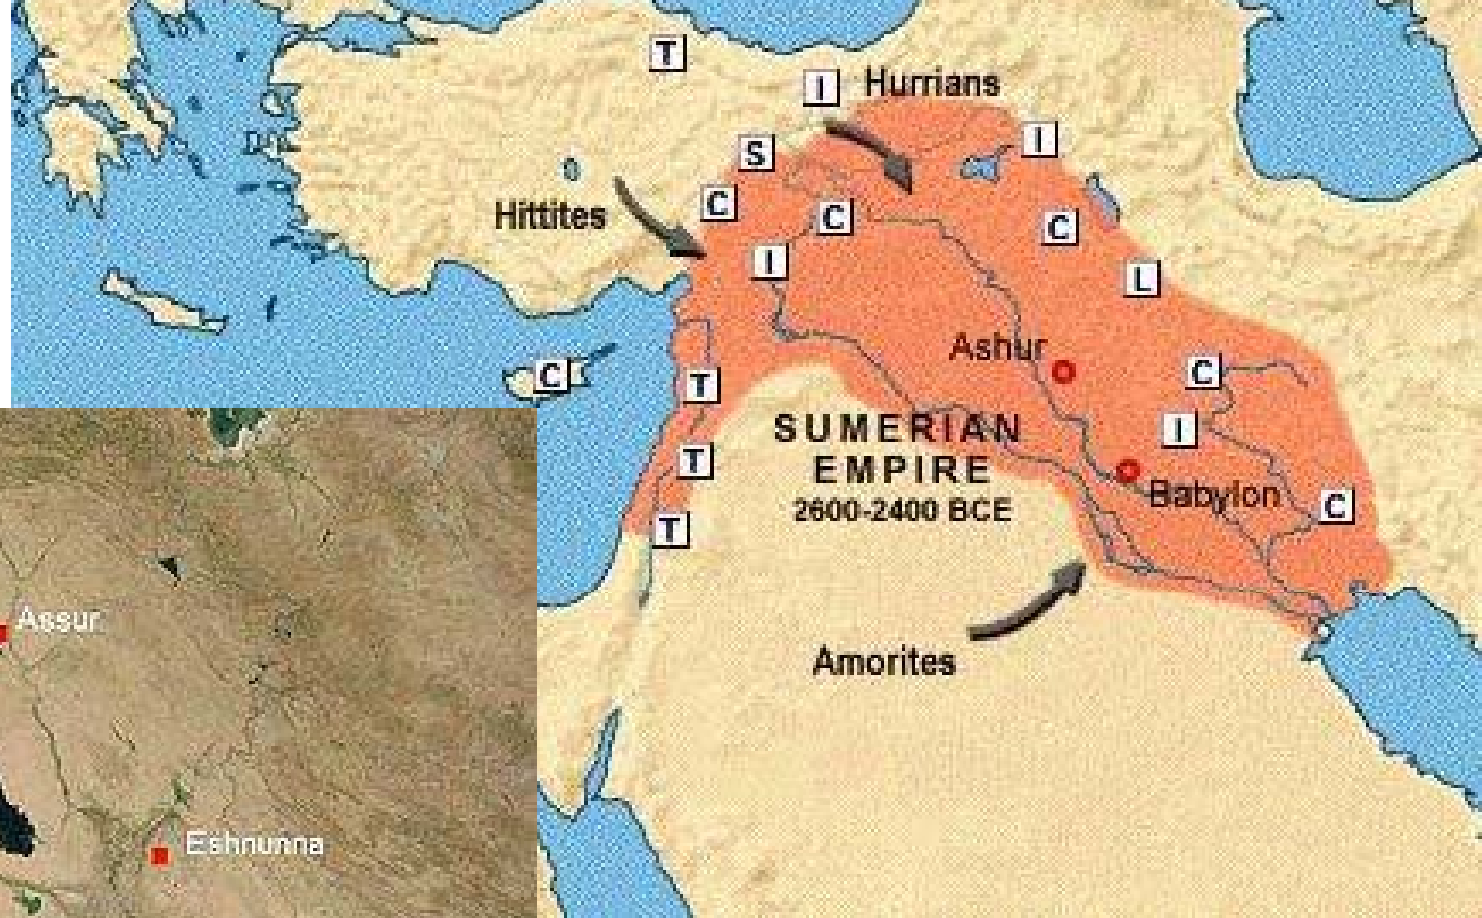 T
I Hurrians
S I
C C C
Hittites
I L
Ashur
C T C
SUMERIAN I
EMPIRE
T Babylon
2600-2400 BCE C
T
Amorites
Assur
Eshnunna